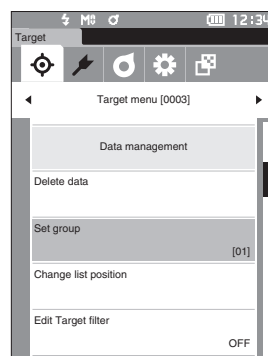 M8 12:34
Target
Target menu [0003]
Data management
Delete data
Set group
[01]
Change list position
Edit Target filter
OFF